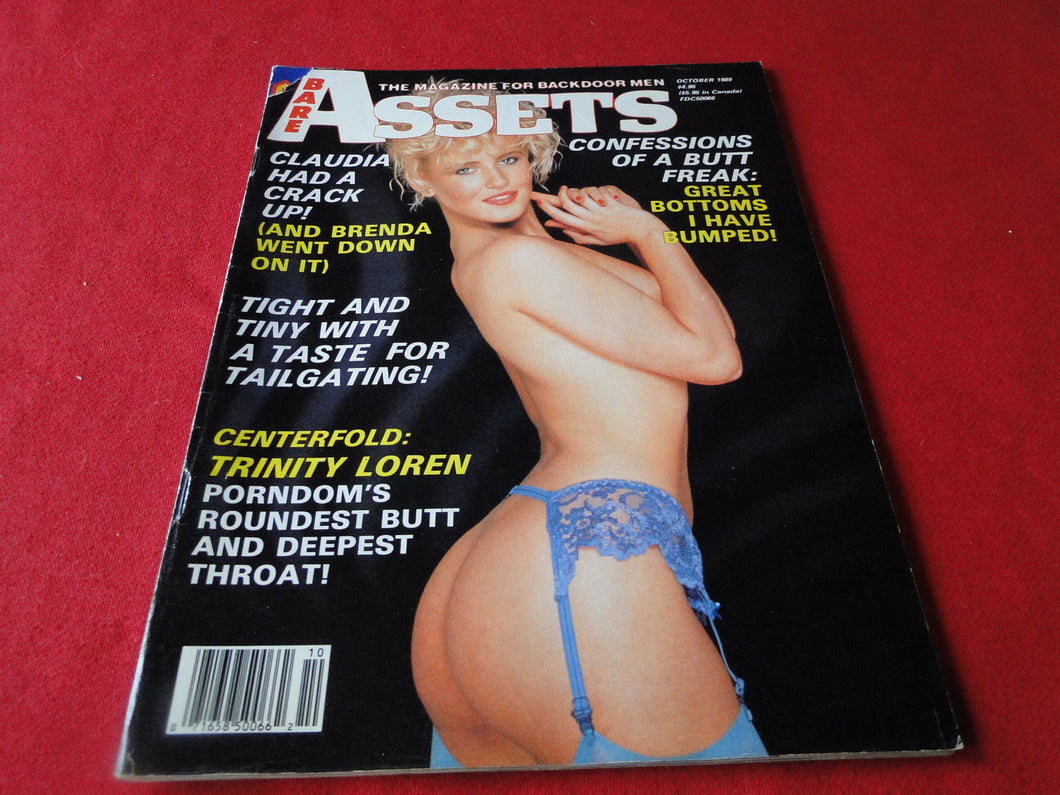 THE MAGAZINE FOR BACKDOOR MEN
BARE
ASSETS
OCTOBER 1989
$4.95
($5.95 in Canada)
FDC50066
CLAUDIA
HAD A
CRACK
UP!
(AND BRENDA
WENT DOWN
ON IT)
CONFESSIONS
OF A BUTT
FREAK:
GREAT
BOTTOMS
I HAVE
BUMPED!
TIGHT AND
TINY WITH
A TASTE FOR
TAILGATING!
CENTERFOLD:
TRINITY LOREN
PORNDOM'S
ROUNDEST BUTT
AND DEEPEST
THROAT!
10
0 71658 50066 2